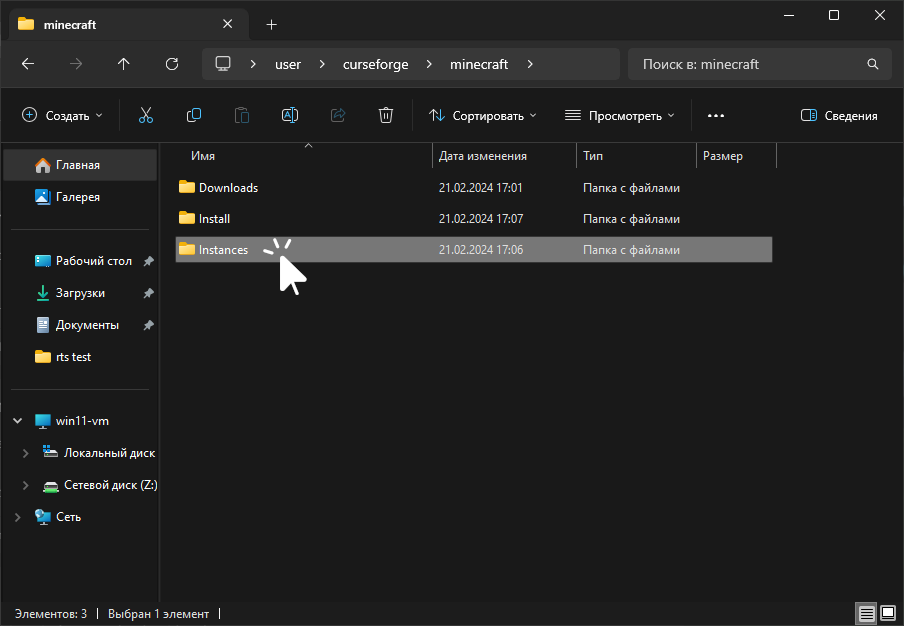 minecraft
user curseforge minecraft
Поиск в: minecraft
Создать
Сортировать
Просмотреть
Сведения
Имя Дата изменения Тип Размер
Downloads 21.02.2024 17:01 Папка с файлами
Install 21.02.2024 17:07 Папка с файлами
Instances 21.02.2024 17:06 Папка с файлами
Главная
Галерея
Рабочий стол
Загрузки
Документы
rts test
win11-vm
Локальный диск
Сетевой диск (Z:)
Сеть
Элементов: 3 Выбран 1 элемент